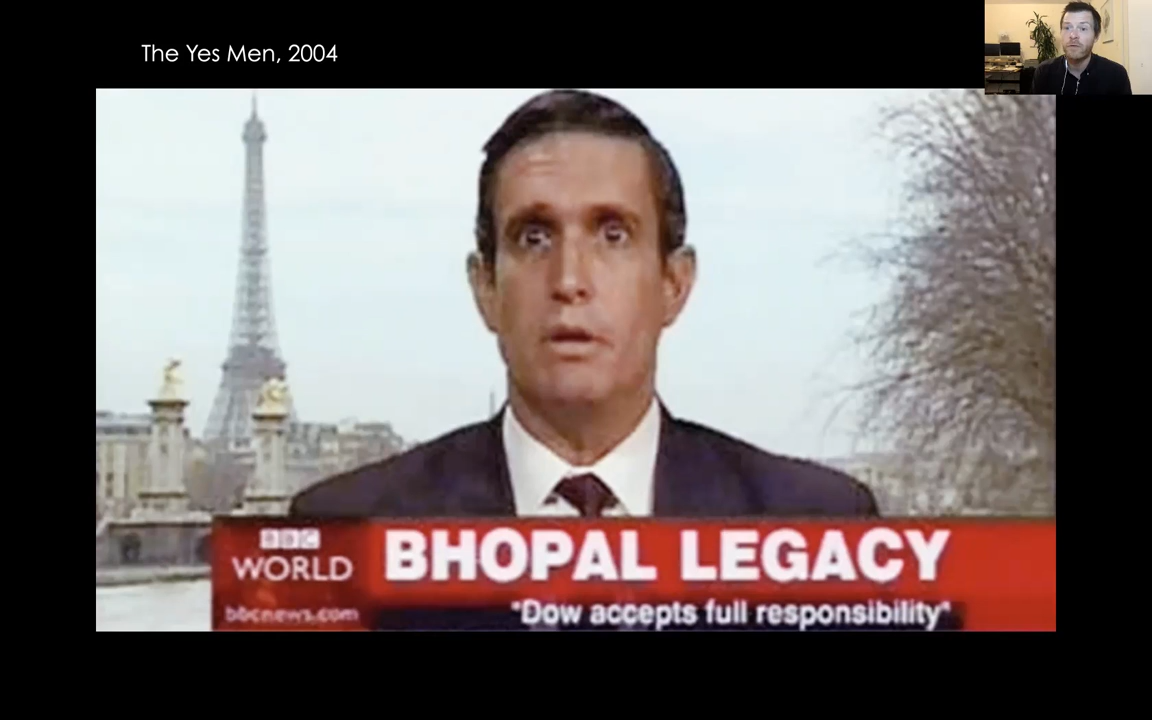 The Yes Men, 2004
BBC
WORLD
BHOPAL LEGACY
bbcnews.com
"Dow accepts full responsibility"